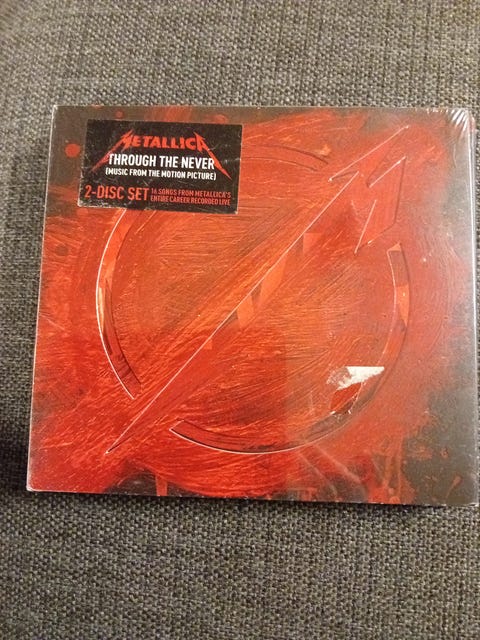 METALLICA
THROUGH THE NEVER
(MUSIC FROM THE MOTION PICTURE)
2-DISC SET 16 SONGS FROM METALLICA'S
ENTIRE CAREER RECORDED LIVE